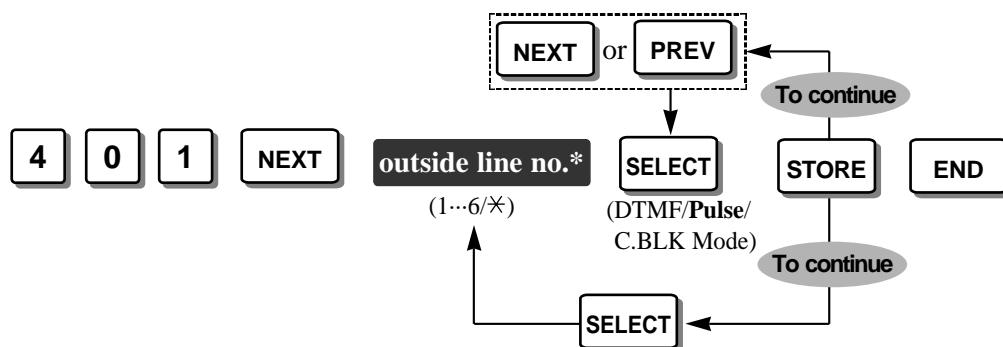 NEXT or PREV
To continue
4 0 1 NEXT outside line no.* SELECT STORE END
(1···6/✳) (DTMF/Pulse/
C.BLK Mode)
To continue
SELECT